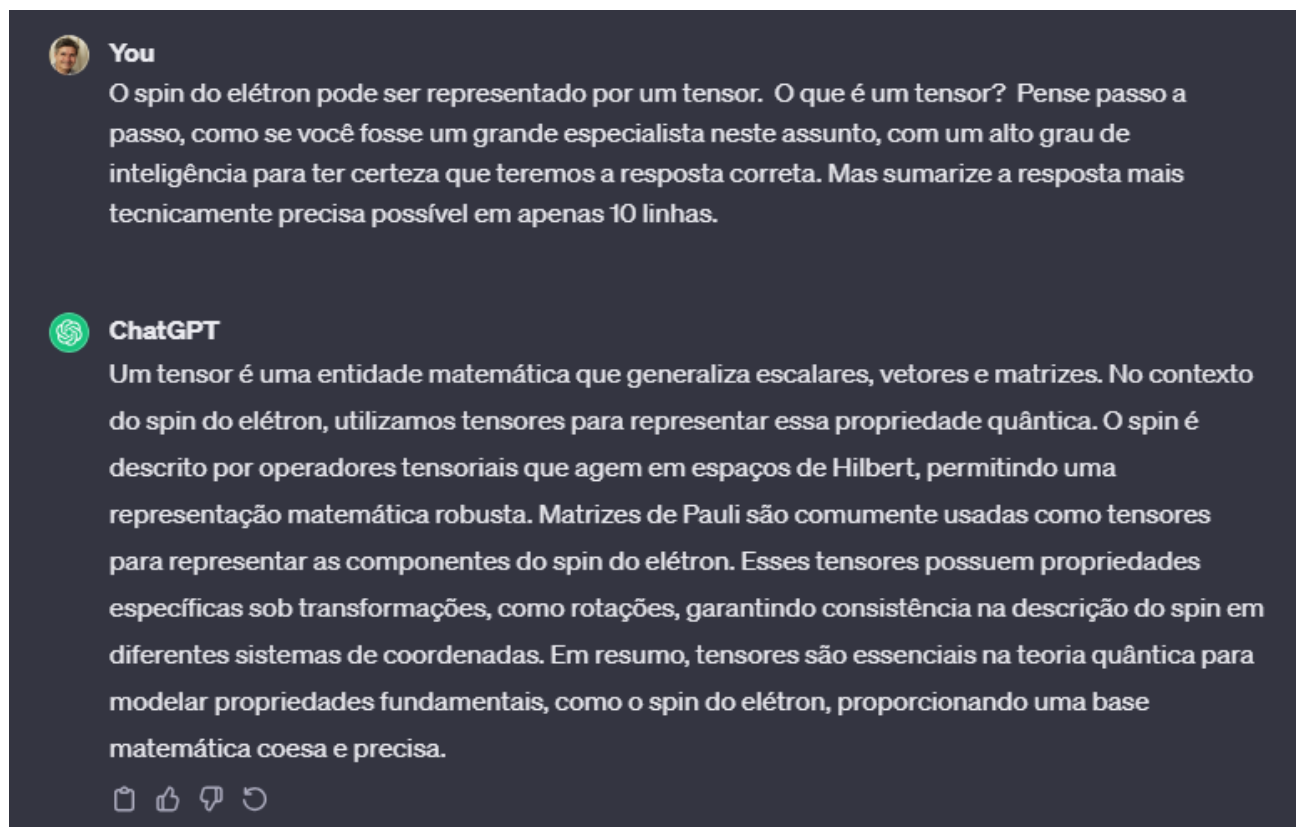 You
O spin do elétron pode ser representado por um tensor. O que é um tensor? Pense passo a
passo, como se você fosse um grande especialista neste assunto, com um alto grau de
inteligência para ter certeza que teremos a resposta correta. Mas sumarize a resposta mais
tecnicamente precisa possível em apenas 10 linhas.
ChatGPT
Um tensor é uma entidade matemática que generaliza escalares, vetores e matrizes. No contexto
do spin do elétron, utilizamos tensores para representar essa propriedade quântica. O spin é
descrito por operadores tensoriais que agem em espaços de Hilbert, permitindo uma
representação matemática robusta. Matrizes de Pauli são comumente usadas como tensores
para representar as componentes do spin do elétron. Esses tensores possuem propriedades
específicas sob transformações, como rotações, garantindo consistência na descrição do spin em
diferentes sistemas de coordenadas. Em resumo, tensores são essenciais na teoria quântica para
modelar propriedades fundamentais, como o spin do elétron, proporcionando uma base
matemática coesa e precisa.